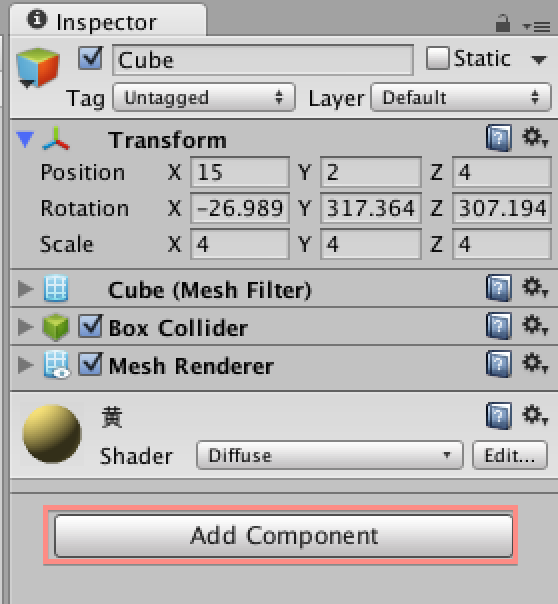 Inspector
Cube Static
Tag Untagged Layer Default
Transform
Position X 15 Y 2 Z 4
Rotation X -26.989 Y 317.364 Z 307.194
Scale X 4 Y 4 Z 4
Cube (Mesh Filter)
Box Collider
Mesh Renderer
黄
Shader Diffuse Edit...
Add Component